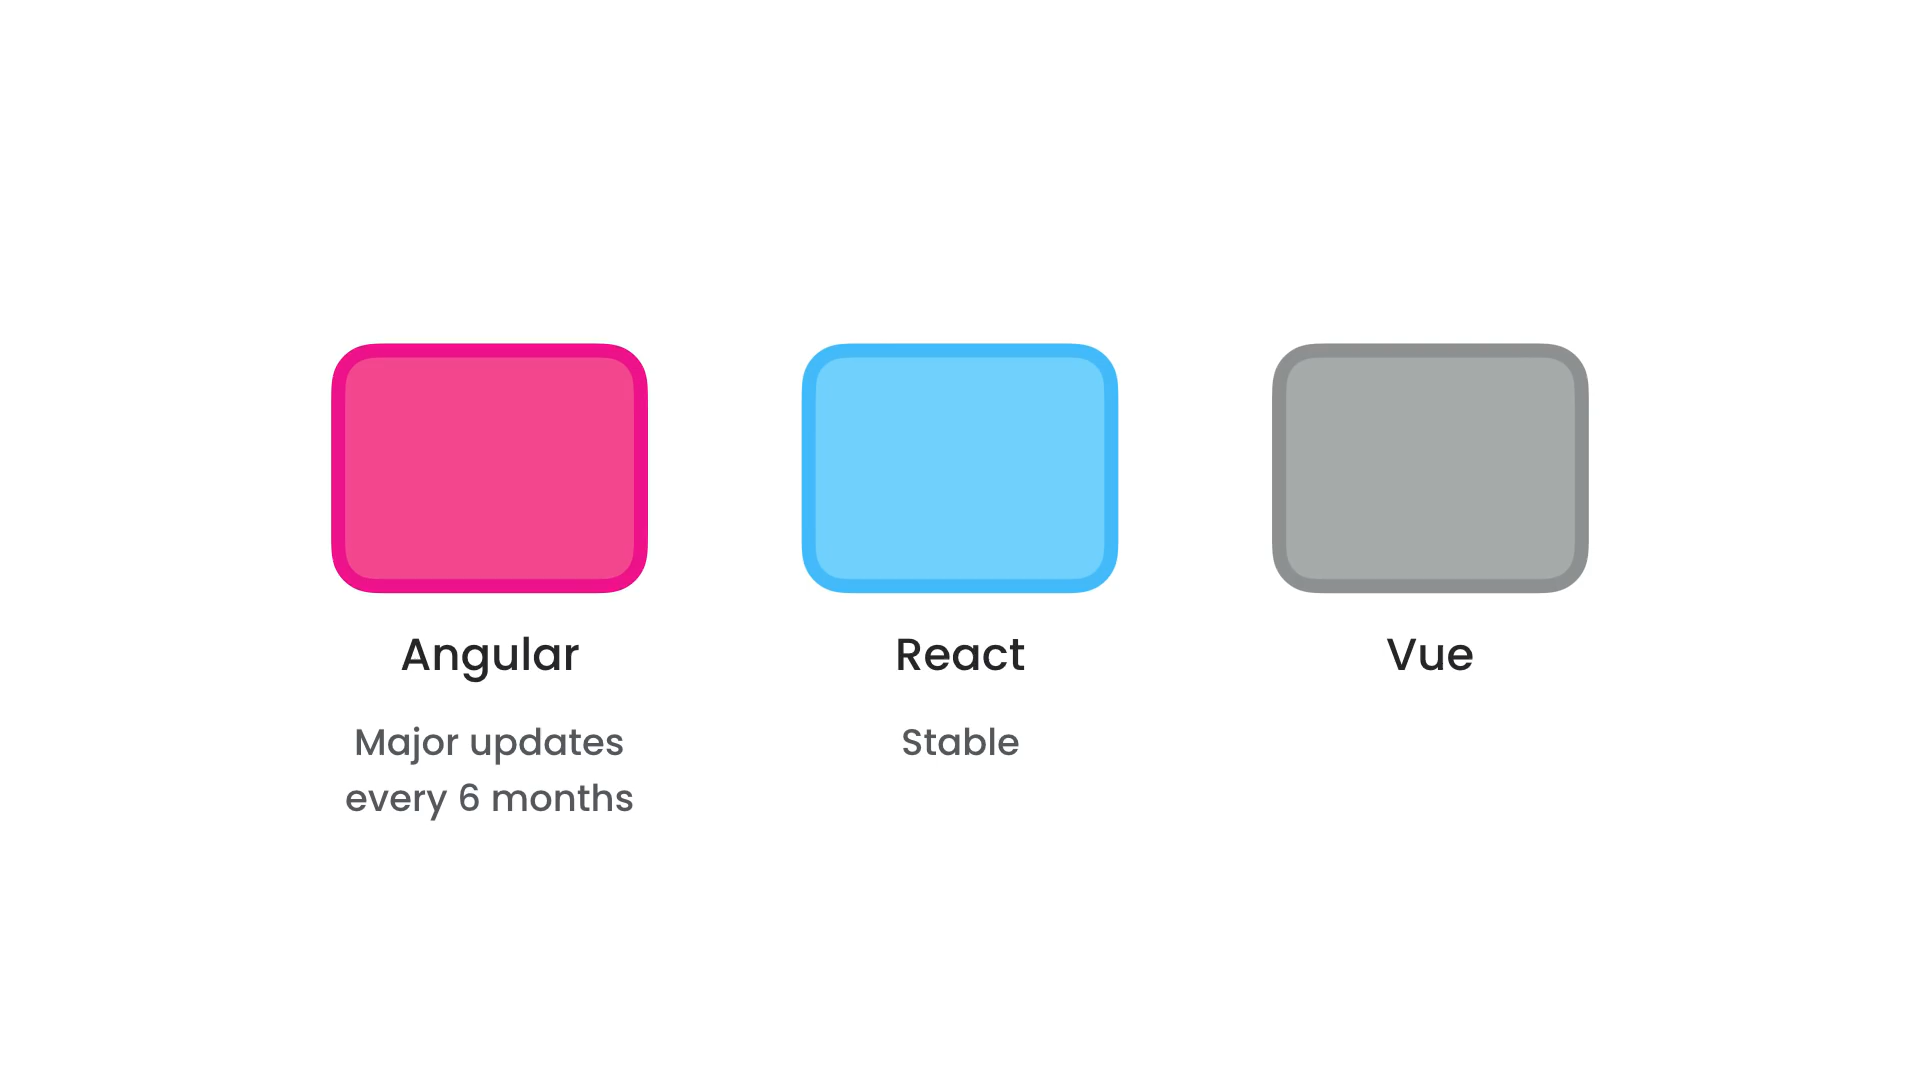 Angular
Major updates
every 6 months
React
Stable
Vue